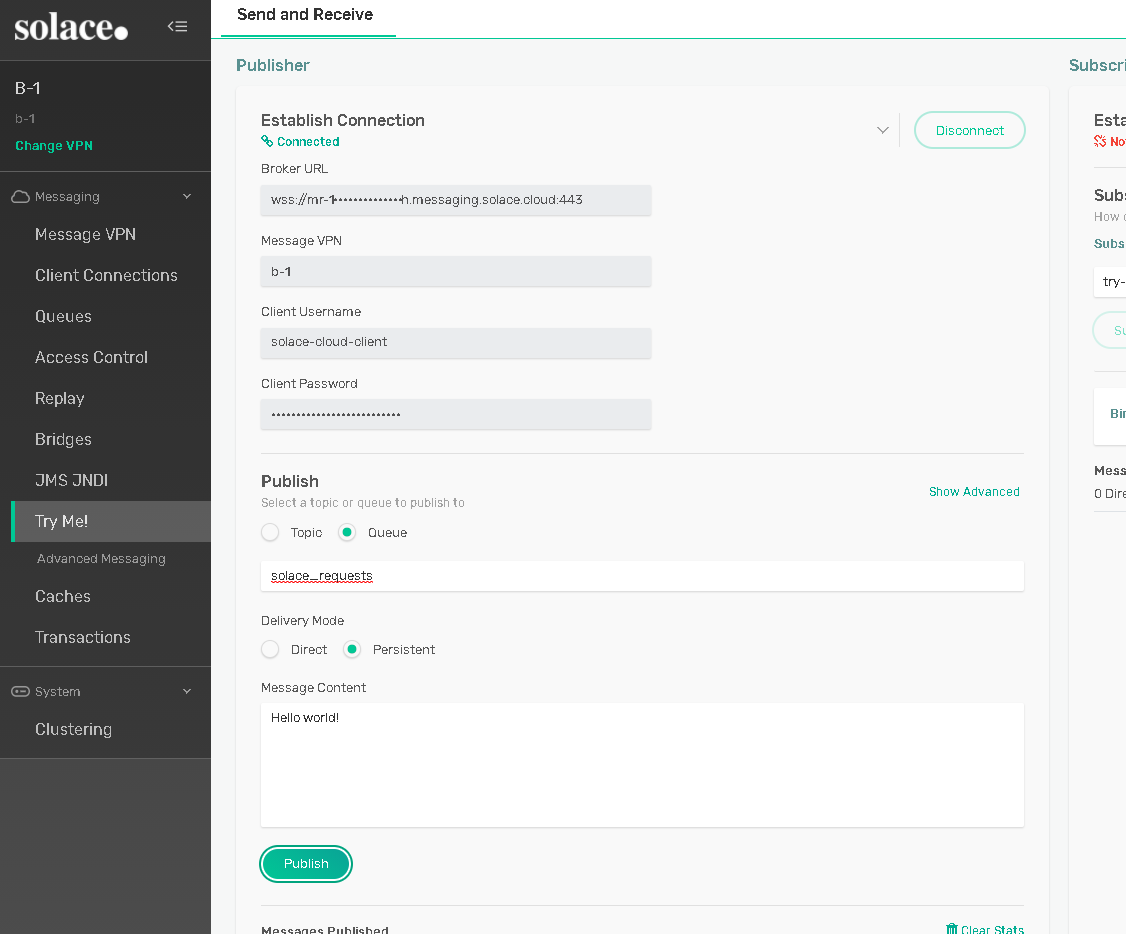 solace.
B-1
b-1
Change VPN
Messaging
Message VPN
Client Connections
Queues
Access Control
Replay
Bridges
JMS JNDI
Try Me!
Advanced Messaging
Caches
Transactions
System
Clustering
Send and Receive
Publisher
Establish Connection
Connected
Disconnect
Broker URL
wss://mr-1••••••••••••••h.messaging.solace.cloud:443
Message VPN
b-1
Client Username
solace-cloud-client
Client Password
••••••••••••••••••••••••••
Publish
Select a topic or queue to publish to
Show Advanced
Topic Queue
solace_requests
Delivery Mode
Direct Persistent
Message Content
Hello world!
Publish
Messages Published
Clear Stats
Subscri
Esta
No
Subs
How
Subs
try-
Su
Bin
Mess
0 Dire